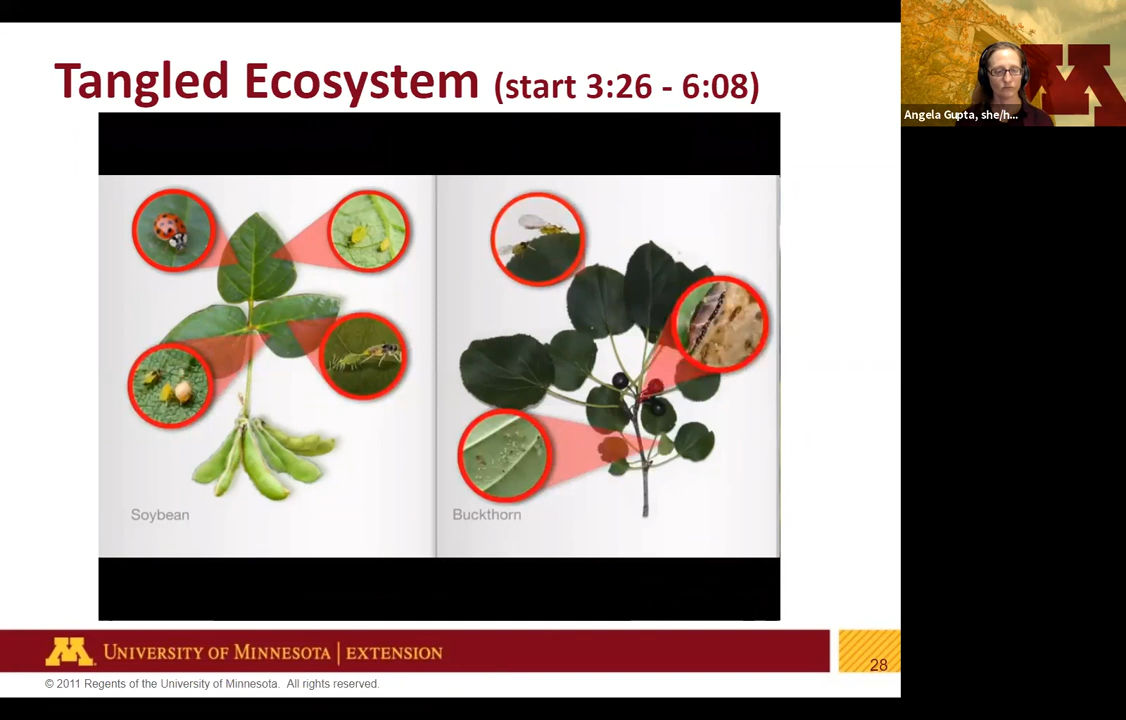 Tangled Ecosystem (start 3:26 - 6:08)
Angela Gupta, she/h...
Soybean
Buckthorn
UNIVERSITY OF MINNESOTA | EXTENSION
28
© 2011 Regents of the University of Minnesota. All rights reserved.